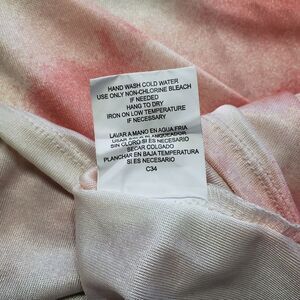 HAND WASH COLD WATER
USE ONLY NON-CHLORINE BLEACH
IF NEEDED
HANG TO DRY
IRON ON LOW TEMPERATURE
IF NECESSARY
LAVAR A MANO EN AGUA FRIA
USAR BLANQUEADOR
SIN CLORO SI ES NECESARIO
SECAR COLGADO
PLANCHAR EN BAJA TEMPERATURA
SI ES NECESARIO
C34